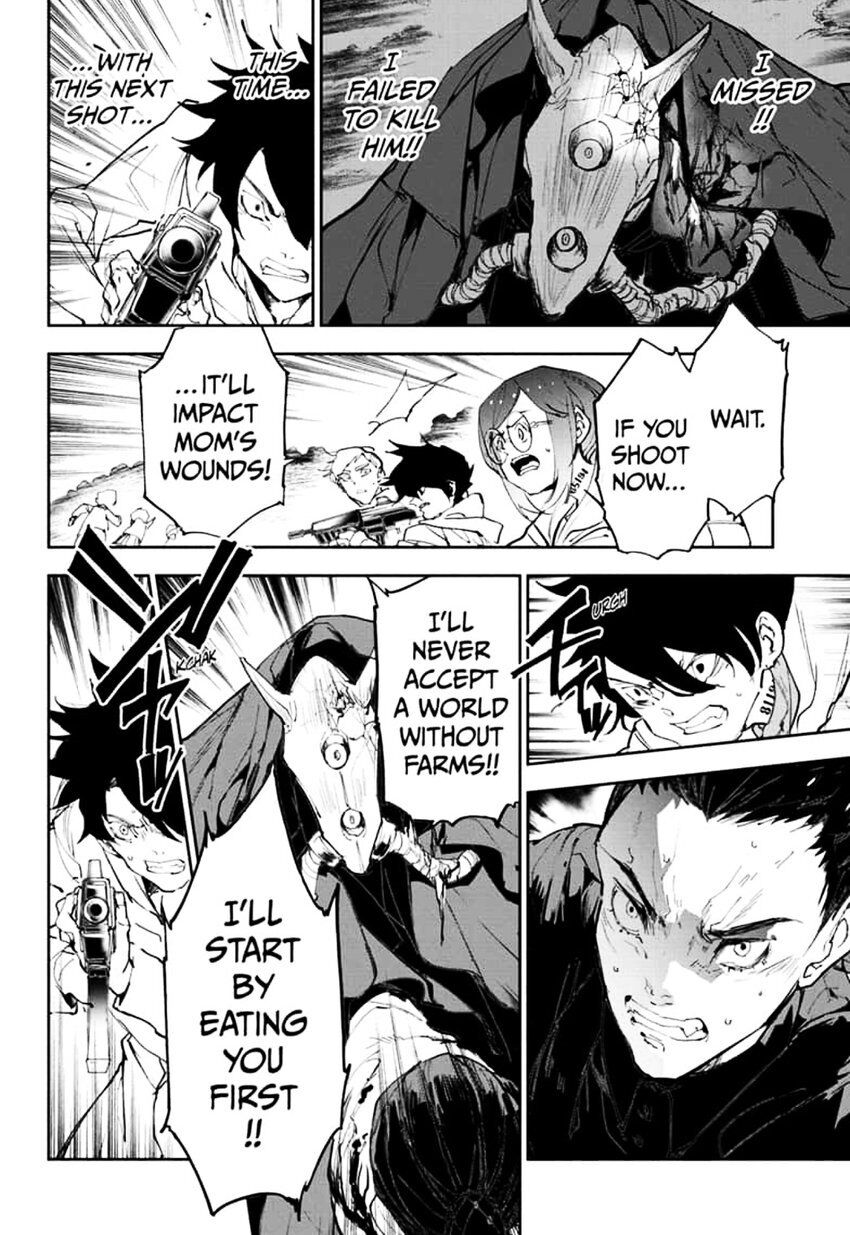 I
MISSED
!!
I
FAILED
TO KILL
HIM!!
THIS
TIME...
...WITH
THIS NEXT
SHOT...
WAIT.
IF YOU
SHOOT
NOW...
...IT'LL
IMPACT
MOM'S
WOUNDS!
URGH
I'LL
NEVER
ACCEPT
A WORLD
WITHOUT
FARMS!!
I'LL
START
BY
EATING
YOU
FIRST
!!
KCHAK